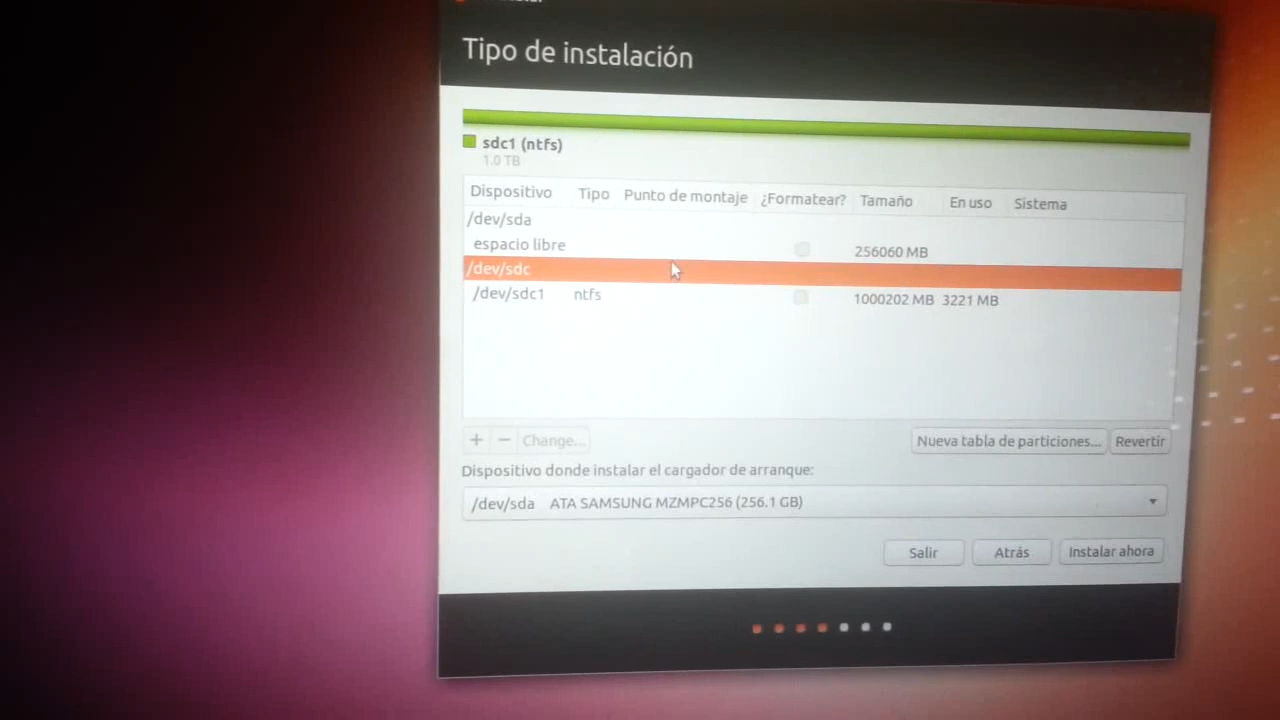 Tipo de instalación
sdc1 (ntfs)
1.0 TB
Dispositivo Tipo Punto de montaje ¿Formatear? Tamaño En uso Sistema
/dev/sda
espacio libre 256060 MB
/dev/sdc
/dev/sdc1 ntfs 1000202 MB 3221 MB
+ − Change... Nueva tabla de particiones... Revertir
Dispositivo donde instalar el cargador de arranque:
/dev/sda ATA SAMSUNG MZMPC256 (256.1 GB)
Salir Atrás Instalar ahora